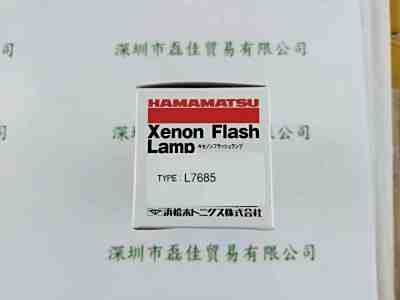 深圳市磊佳貿易有限公司
HAMAMATSU
Xenon Flash
Lamp キセノンフラッシュランプ
TYPE : L7685
浜松ホトニクス株式会社
深圳市磊佳貿易有限公司
深圳市磊佳貿易有限公司